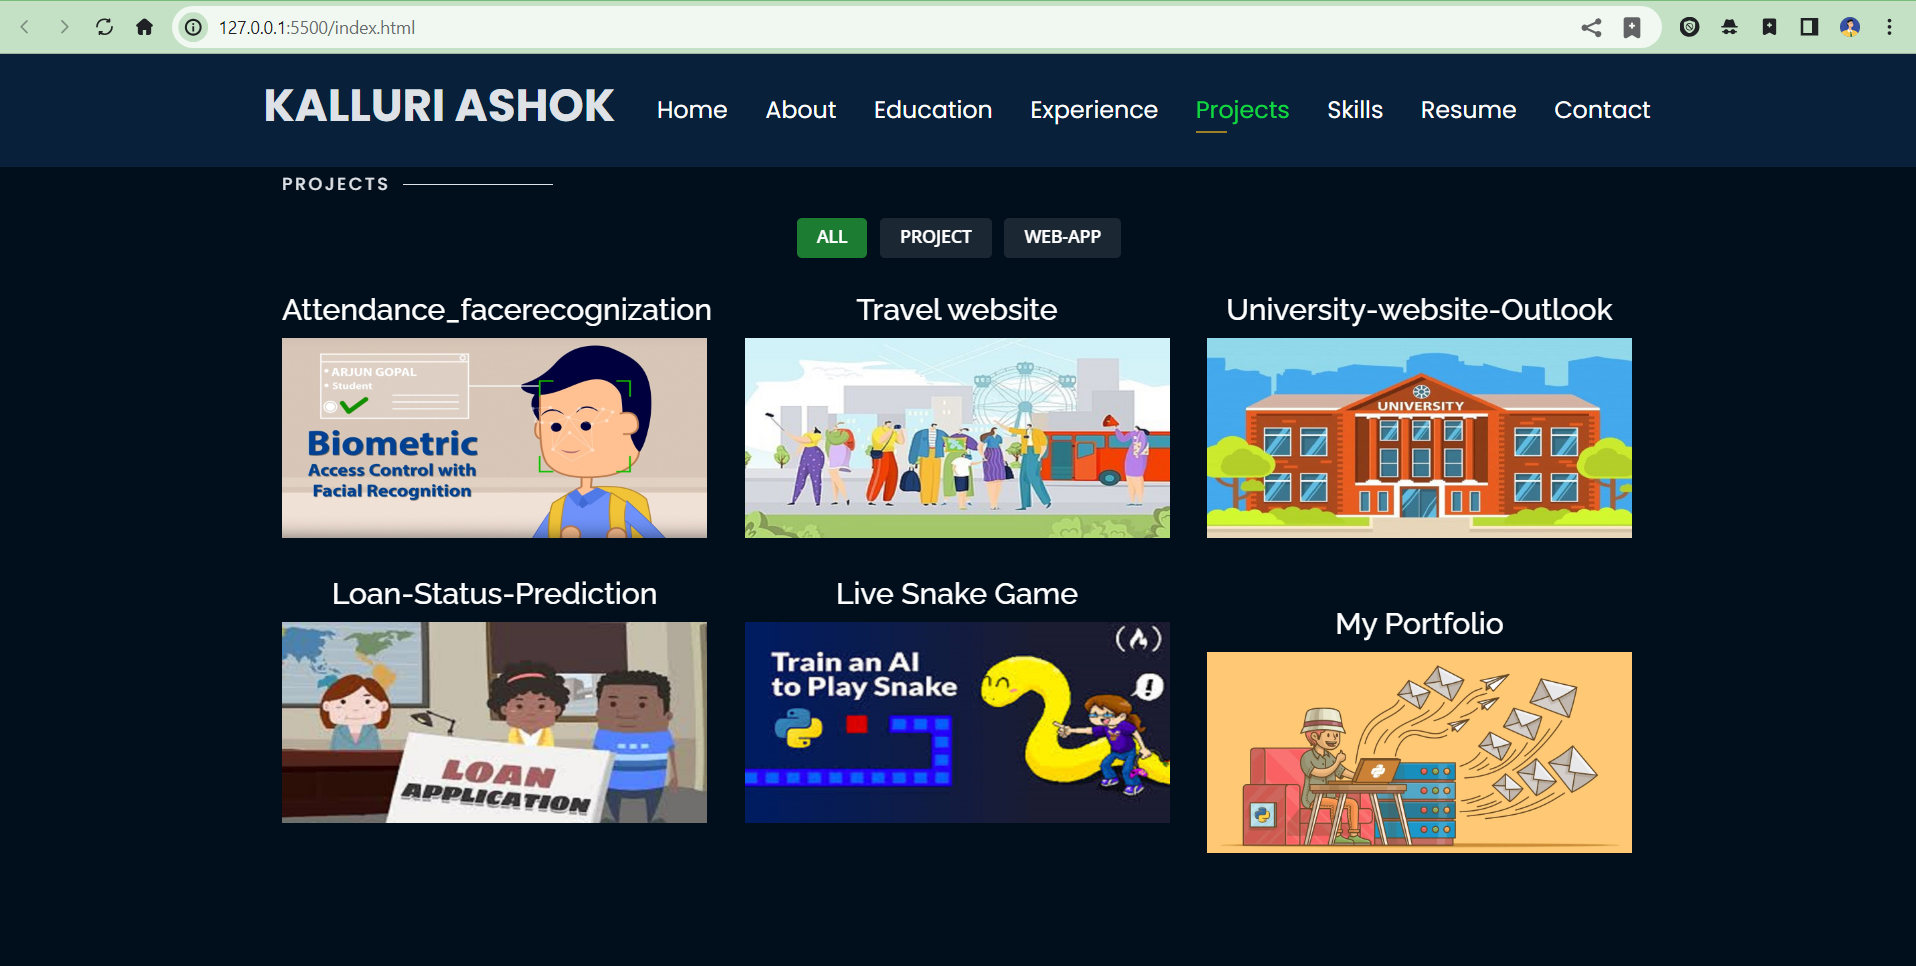 127.0.0.1:5500/index.html
KALLURI ASHOK Home About Education Experience Projects Skills Resume Contact
PROJECTS
ALL PROJECT WEB-APP
Attendance_facerecognization Travel website University-website-Outlook
• ARJUN GOPAL
• Student
Biometric
Access Control with
Facial Recognition
UNIVERSITY
Loan-Status-Prediction Live Snake Game My Portfolio
LOAN
APPLICATION
Train an AI
to Play Snake
!